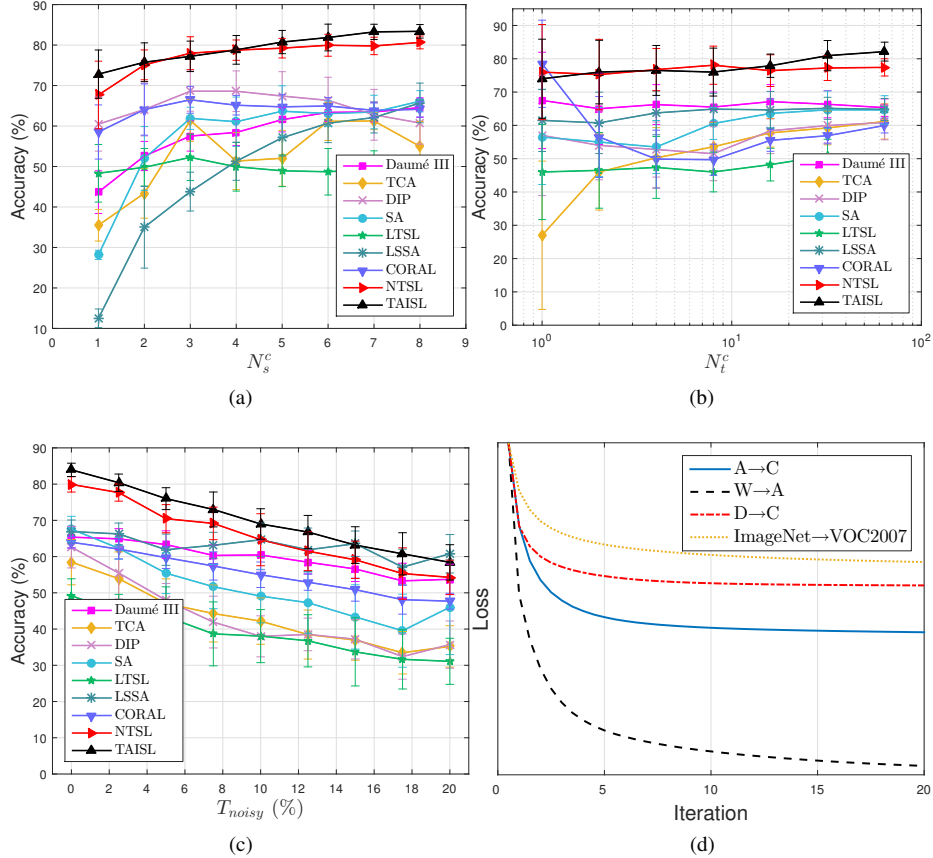 90
80
70
60
50
40
30
20
10
0 1 2 3 4 5 6 7 8 9
Accuracy (%)
N_s^c
Daumé III
TCA
DIP
SA
LTSL
LSSA
CORAL
NTSL
TAISL
(a)
90
80
70
60
50
40
30
20
10
0
10^0 10^1 10^2
Accuracy (%)
N_t^c
Daumé III
TCA
DIP
SA
LTSL
LSSA
CORAL
NTSL
TAISL
(b)
90
80
70
60
50
40
30
20
10
0
0 2 4 6 8 10 12 14 16 18 20
Accuracy (%)
T_noisy (%)
Daumé III
TCA
DIP
SA
LTSL
LSSA
CORAL
NTSL
TAISL
(c)
Loss
A→C
W→A
D→C
ImageNet→VOC2007
0 5 10 15 20
Iteration
(d)